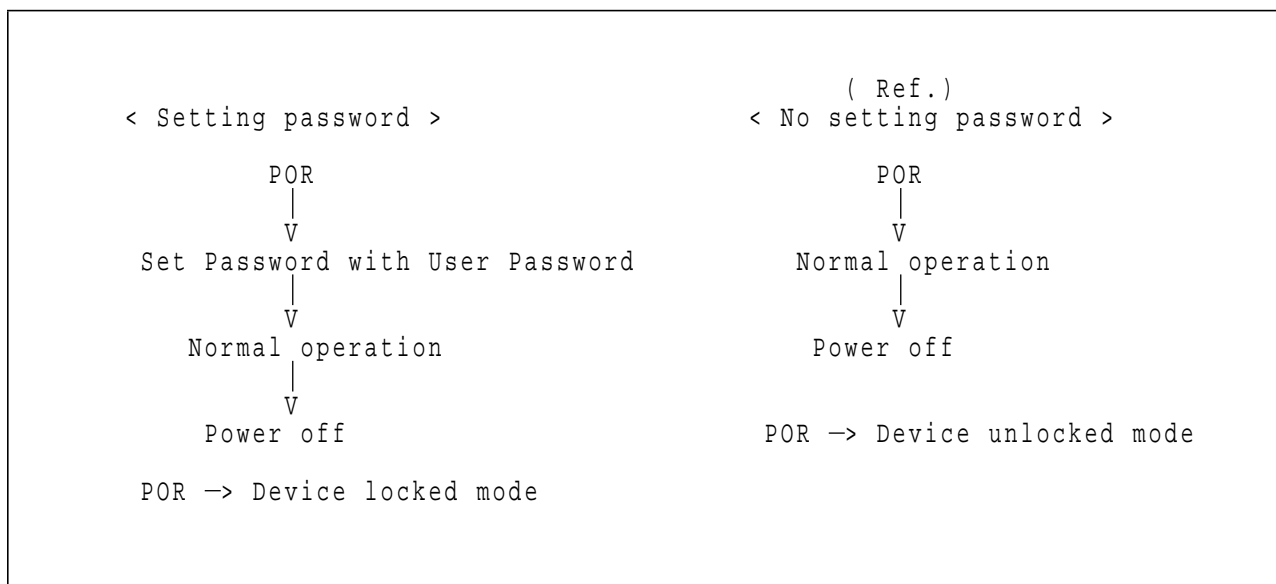 ( Ref.)
< Setting password > < No setting password >
POR POR
V V
Set Password with User Password Normal operation
V V
Normal operation Power off
V
Power off POR —> Device unlocked mode
POR —> Device locked mode